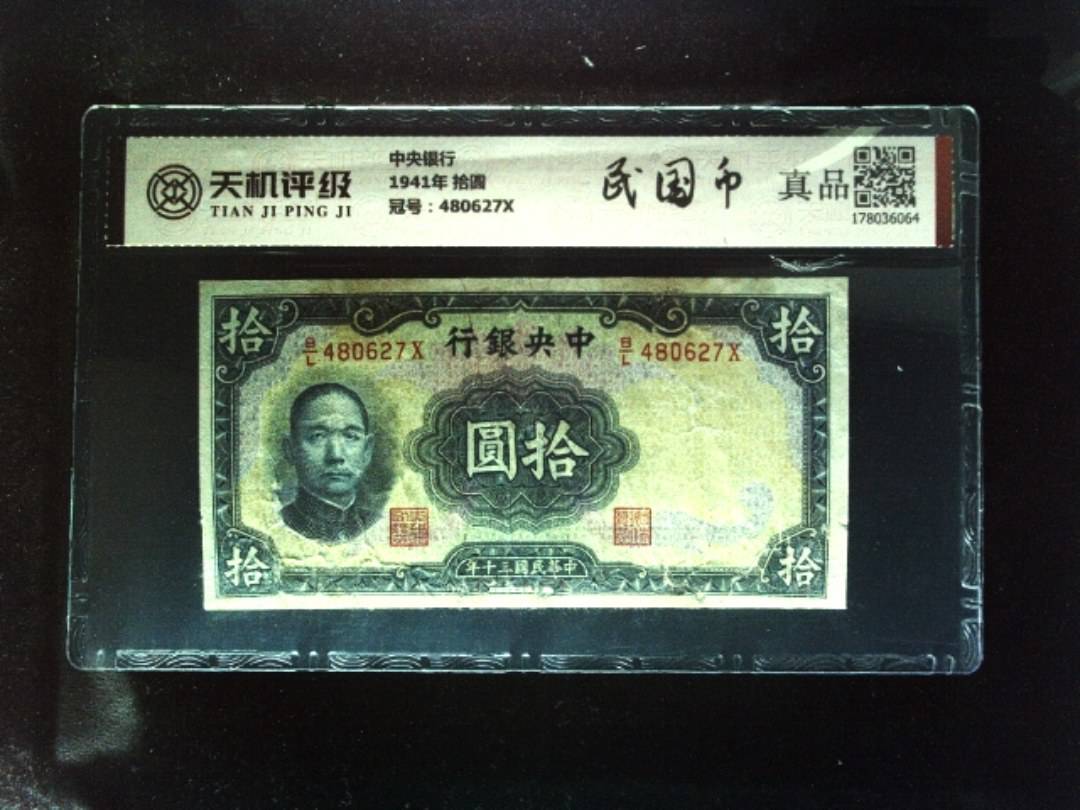 天机评级
TIAN JI PING JI
中央银行
1941年 拾圆
冠号：480627X
民国币
真品
178036064
拾
拾
B/L 480627X
行銀央中
B/L 480627X
圓拾
拾
年十三國民華中
拾